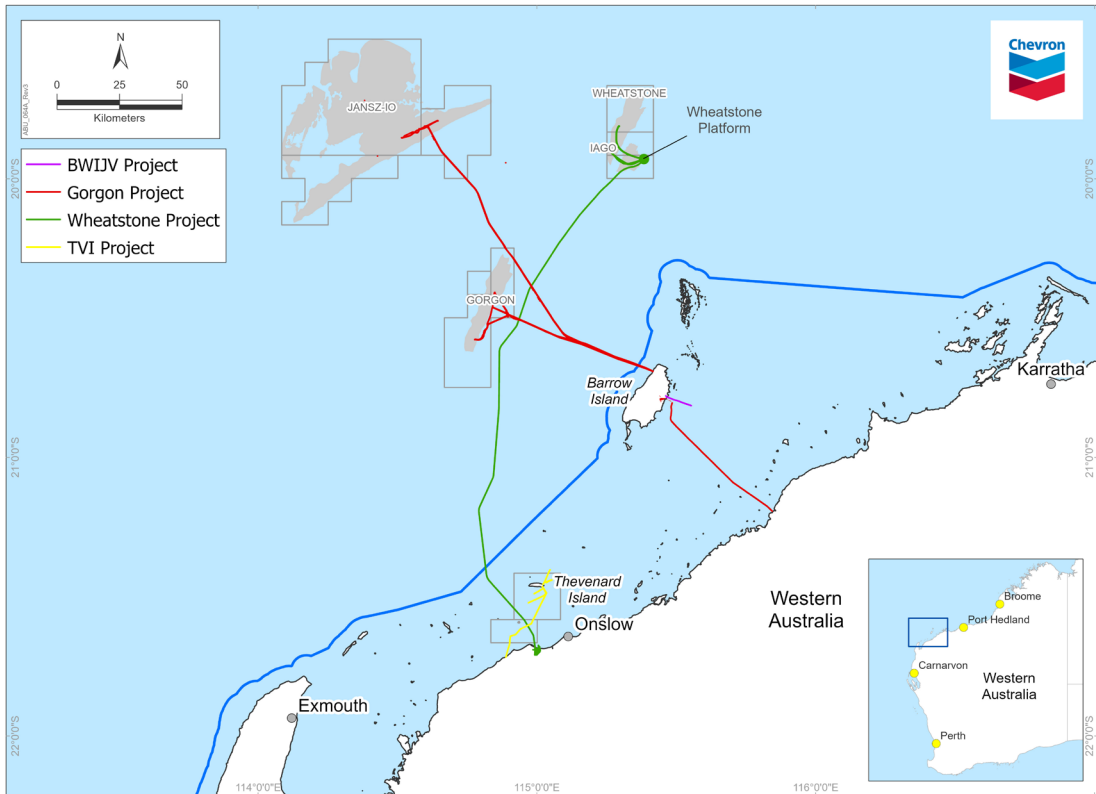 N
0
25
50
Kilometers
ABU_064A_Rev3
Chevron
BWIJV Project
Gorgon Project
Wheatstone Project
TVI Project
JANSZ-IO
WHEATSTONE
IAGO
Wheatstone
Platform
GORGON
Barrow
Island
Karratha
Thevenard
Island
Onslow
Exmouth
Western
Australia
20°0'0"S
20°0'0"S
21°0'0"S
21°0'0"S
22°0'0"S
22°0'0"S
114°0'0"E
115°0'0"E
116°0'0"E
Broome
Port Hedland
Carnarvon
Western
Australia
Perth